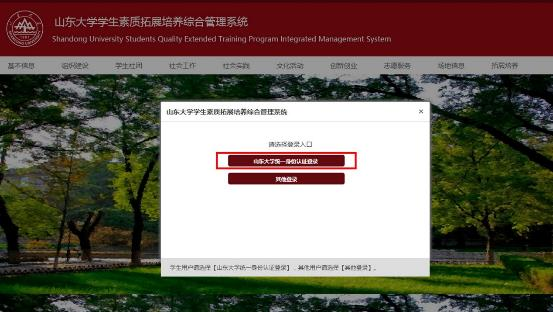 山东大学学生素质拓展培养综合管理系统
Shandong University Students Quality Extended Training Program Integrated Management System
基本信息 组织建设 学生社团 社会工作 社会实践 文化活动 创新创业 志愿服务 场地信息 拓展培养
山东大学学生素质拓展培养综合管理系统 ×
请选择登录入口
山东大学统一身份认证登录
其他登录
学生用户请选择【山东大学统一身份认证登录】，其他用户请选择【其他登录】。